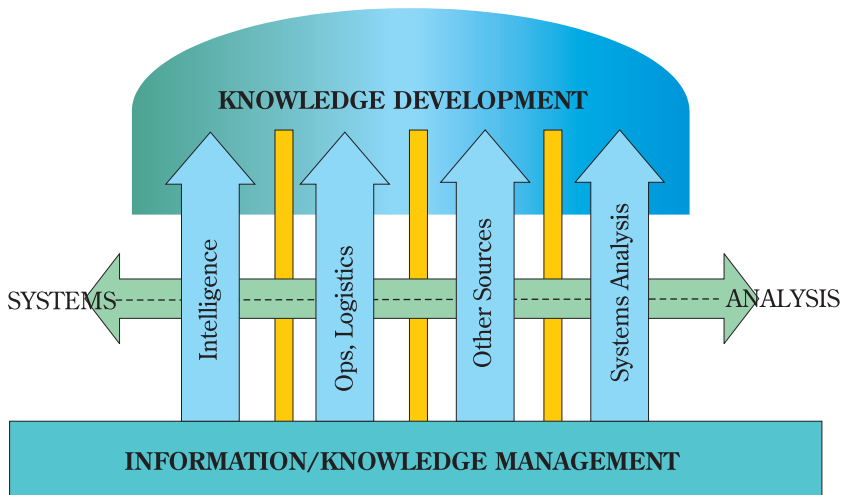 KNOWLEDGE DEVELOPMENT
Intelligence
Ops, Logistics
Other Sources
Systems Analysis
SYSTEMS
ANALYSIS
INFORMATION/KNOWLEDGE MANAGEMENT